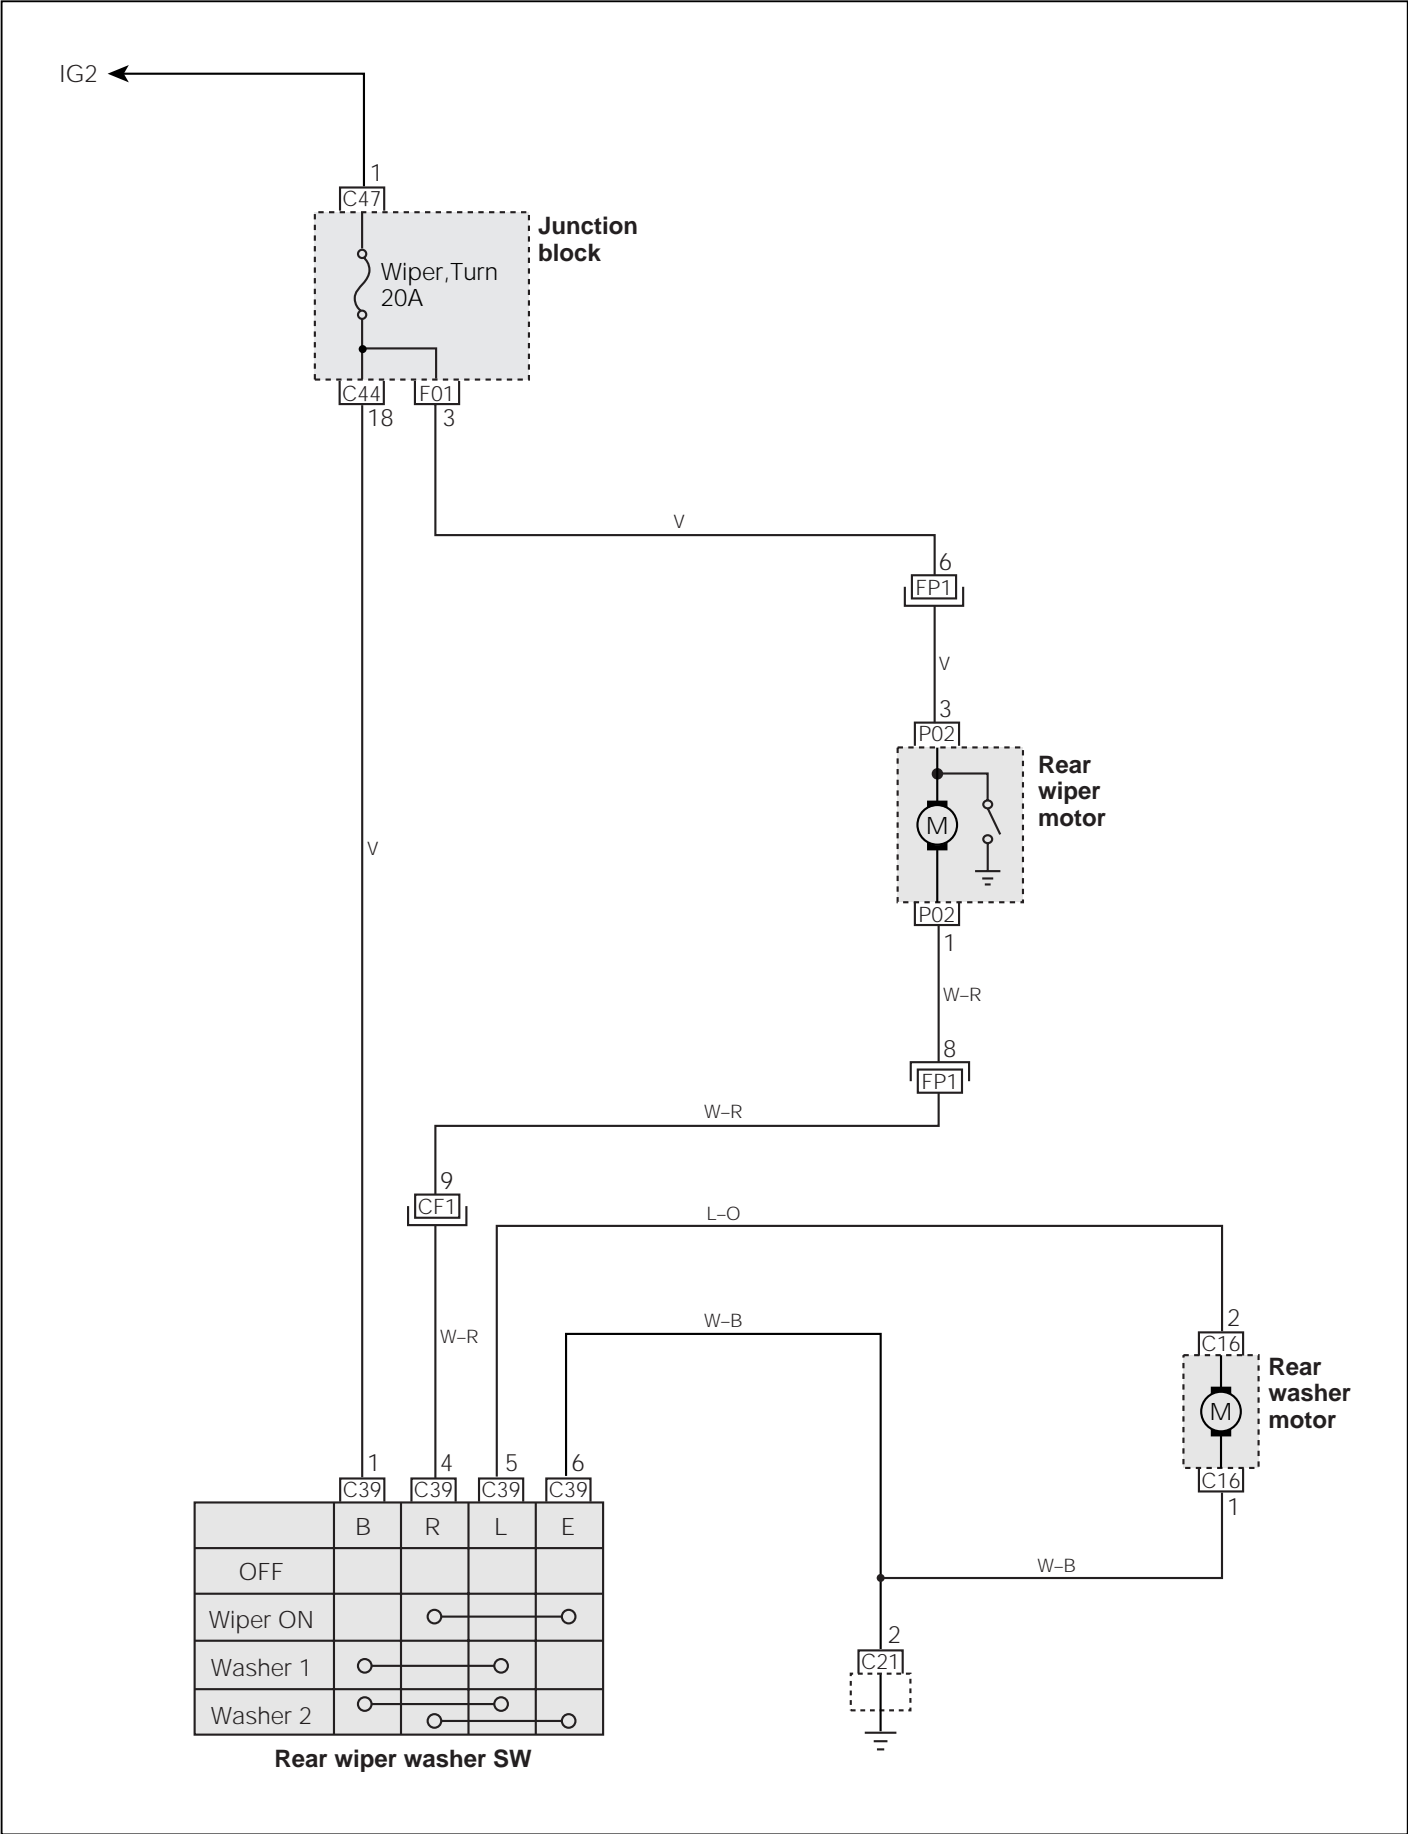 IG2
1
C47
Junction
block
Wiper,Turn
20A
C44
F01
18
3
V
6
FP1
V
3
P02
Rear
wiper
motor
M
V
P02
1
W–R
8
FP1
W–R
9
CF1
L–O
W–R
W–B
2
C16
Rear
washer
motor
M
C16
1
1
4
5
6
C39
C39
C39
C39
B R L E
OFF
Wiper ON
Washer 1
Washer 2
Rear wiper washer SW
W–B
2
C21